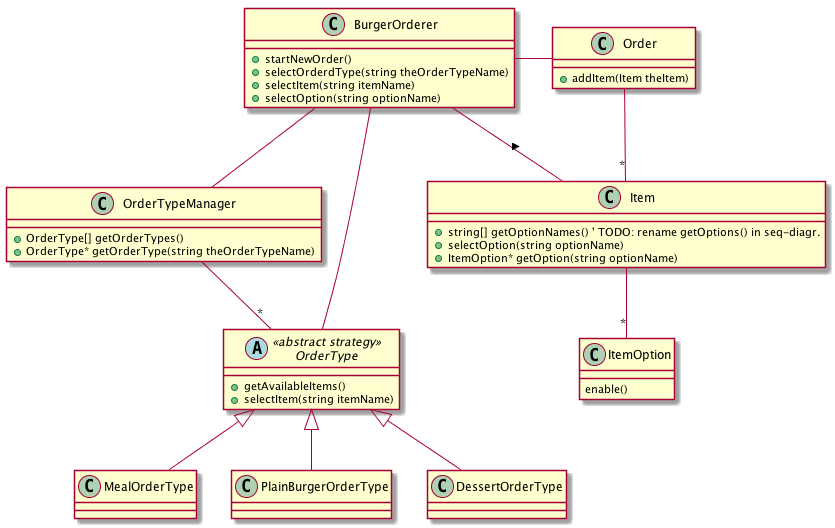 C BurgerOrderer
startNewOrder()
selectOrderdType(string theOrderTypeName)
selectItem(string itemName)
selectOption(string optionName)
C Order
addItem(Item theItem)
*
C OrderTypeManager
OrderType[] getOrderTypes()
OrderType* getOrderType(string theOrderTypeName)
C Item
string[] getOptionNames() ' TODO: rename getOptions() in seq-diagr.
selectOption(string optionName)
ItemOption* getOption(string optionName)
*
*
A «abstract strategy»
OrderType
getAvailableItems()
selectItem(string itemName)
C ItemOption
enable()
C MealOrderType
C PlainBurgerOrderType
C DessertOrderType